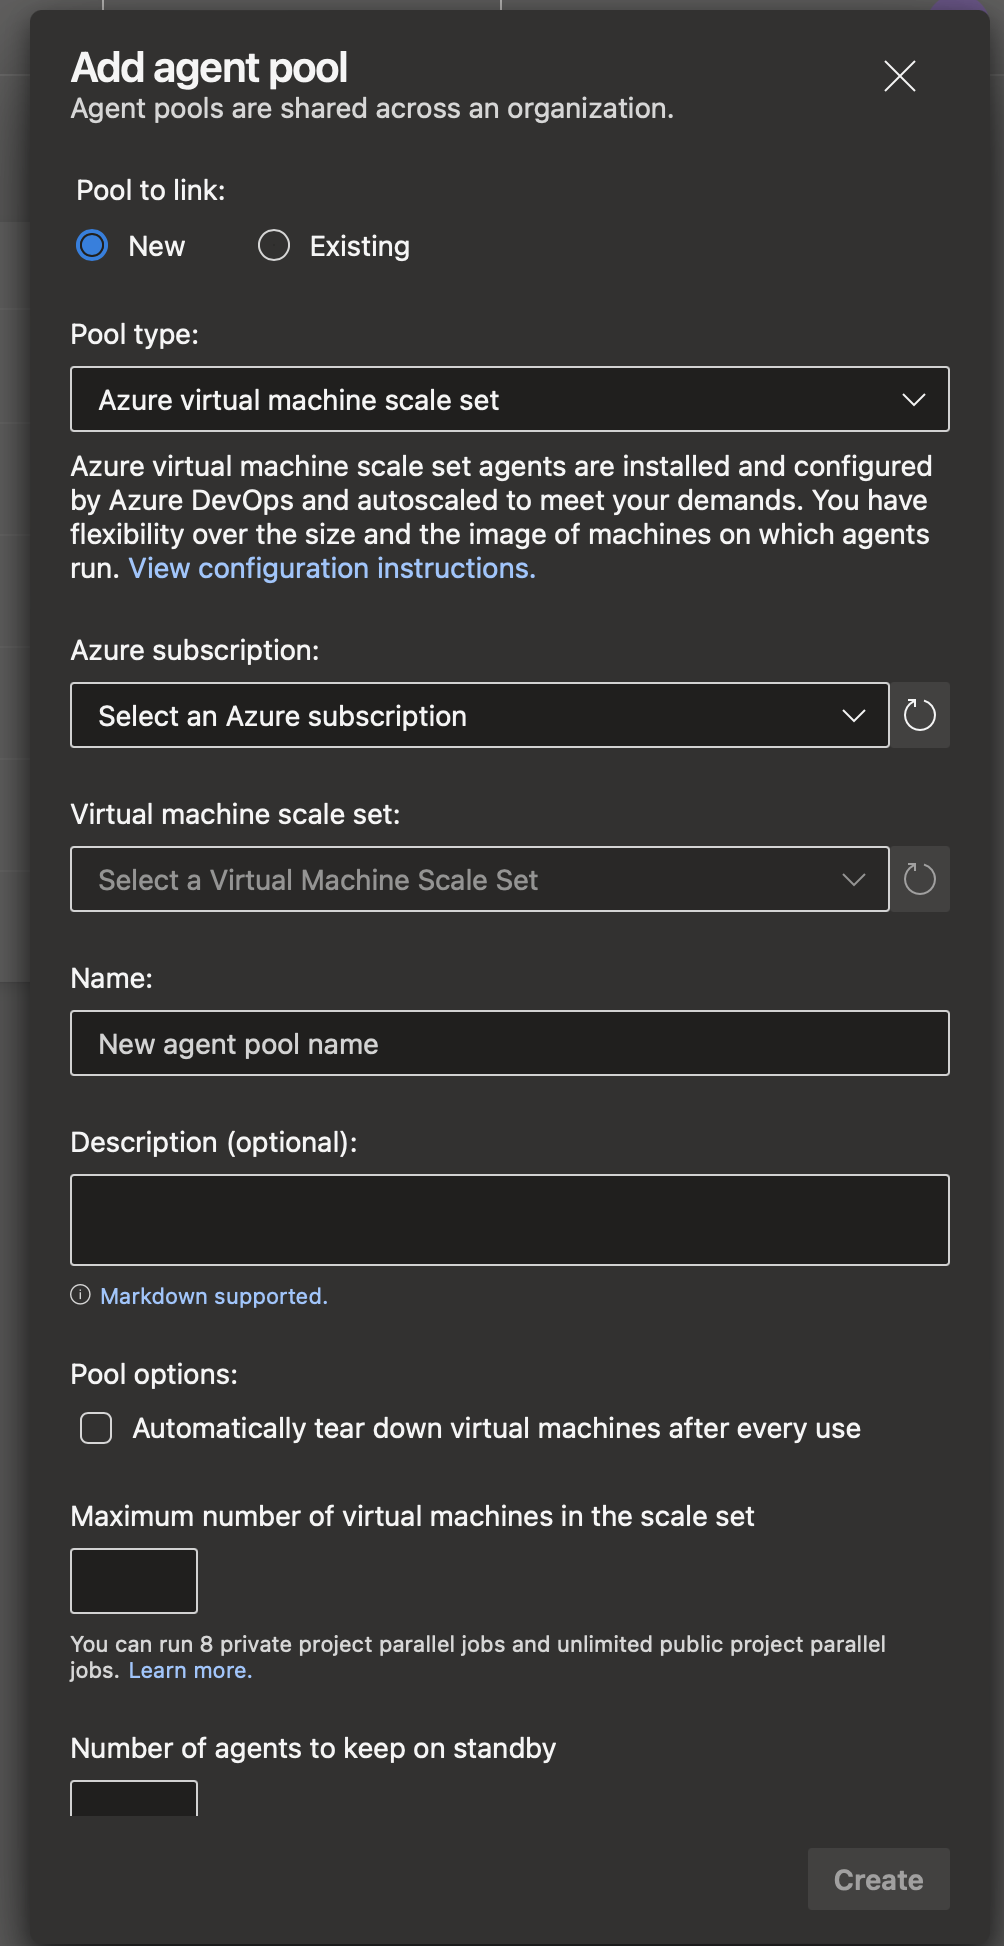 Add agent pool
Agent pools are shared across an organization.
Pool to link:
New
Existing
Pool type:
Azure virtual machine scale set
Azure virtual machine scale set agents are installed and configured
by Azure DevOps and autoscaled to meet your demands. You have
flexibility over the size and the image of machines on which agents
run. View configuration instructions.
Azure subscription:
Select an Azure subscription
Virtual machine scale set:
Select a Virtual Machine Scale Set
Name:
New agent pool name
Description (optional):
Markdown supported.
Pool options:
Automatically tear down virtual machines after every use
Maximum number of virtual machines in the scale set
You can run 8 private project parallel jobs and unlimited public project parallel
jobs. Learn more.
Number of agents to keep on standby
Create